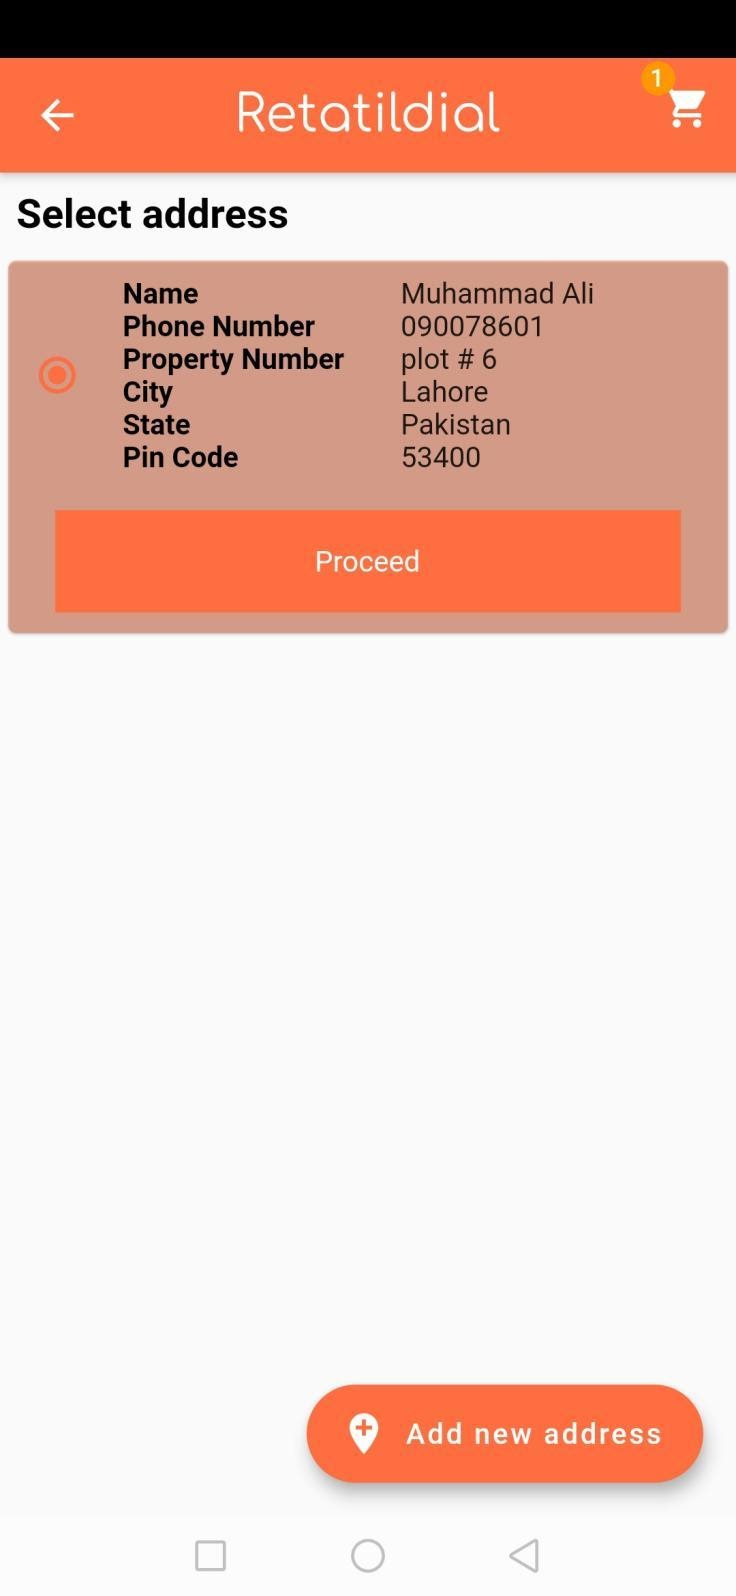 1
Retatildial
Select address
Name Muhammad Ali
Phone Number 090078601
Property Number plot # 6
City Lahore
State Pakistan
Pin Code 53400
Proceed
Add new address